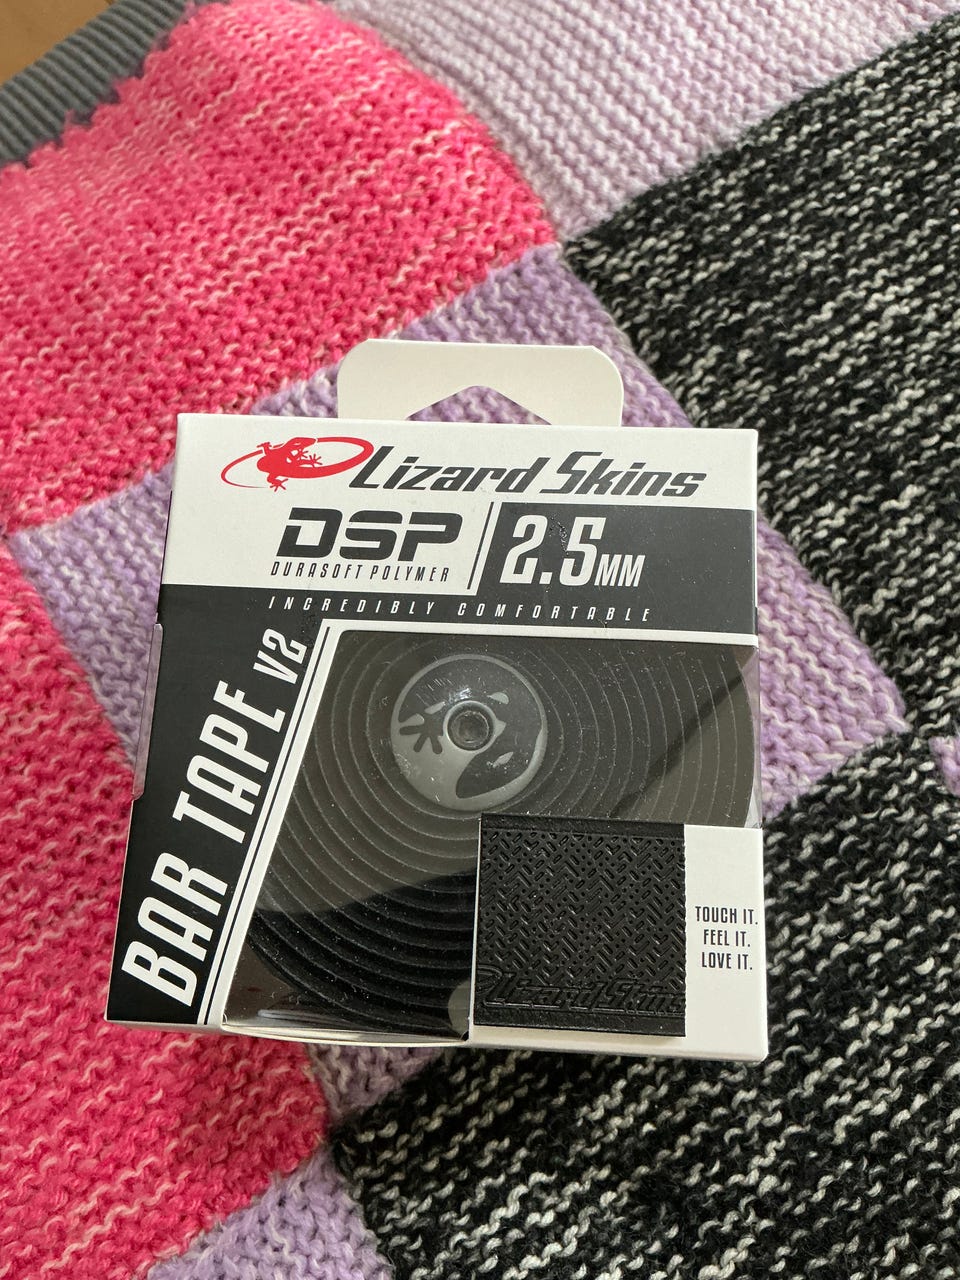 Lizard Skins
DSP
DURASOFT POLYMER
2.5MM
INCREDIBLY COMFORTABLE
BAR TAPE V2
TOUCH IT.
FEEL IT.
LOVE IT.
Lizard Skins